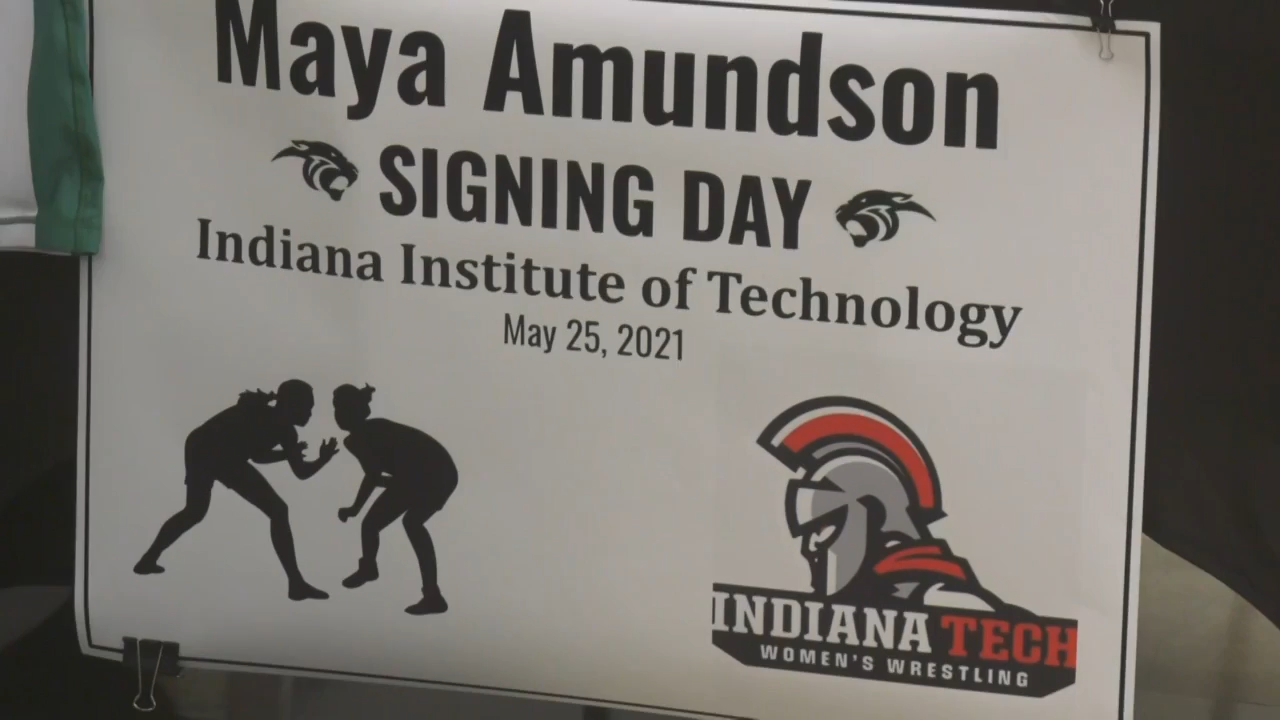 Maya Amundson
SIGNING DAY
Indiana Institute of Technology
May 25, 2021
INDIANA TECH
WOMEN'S WRESTLING